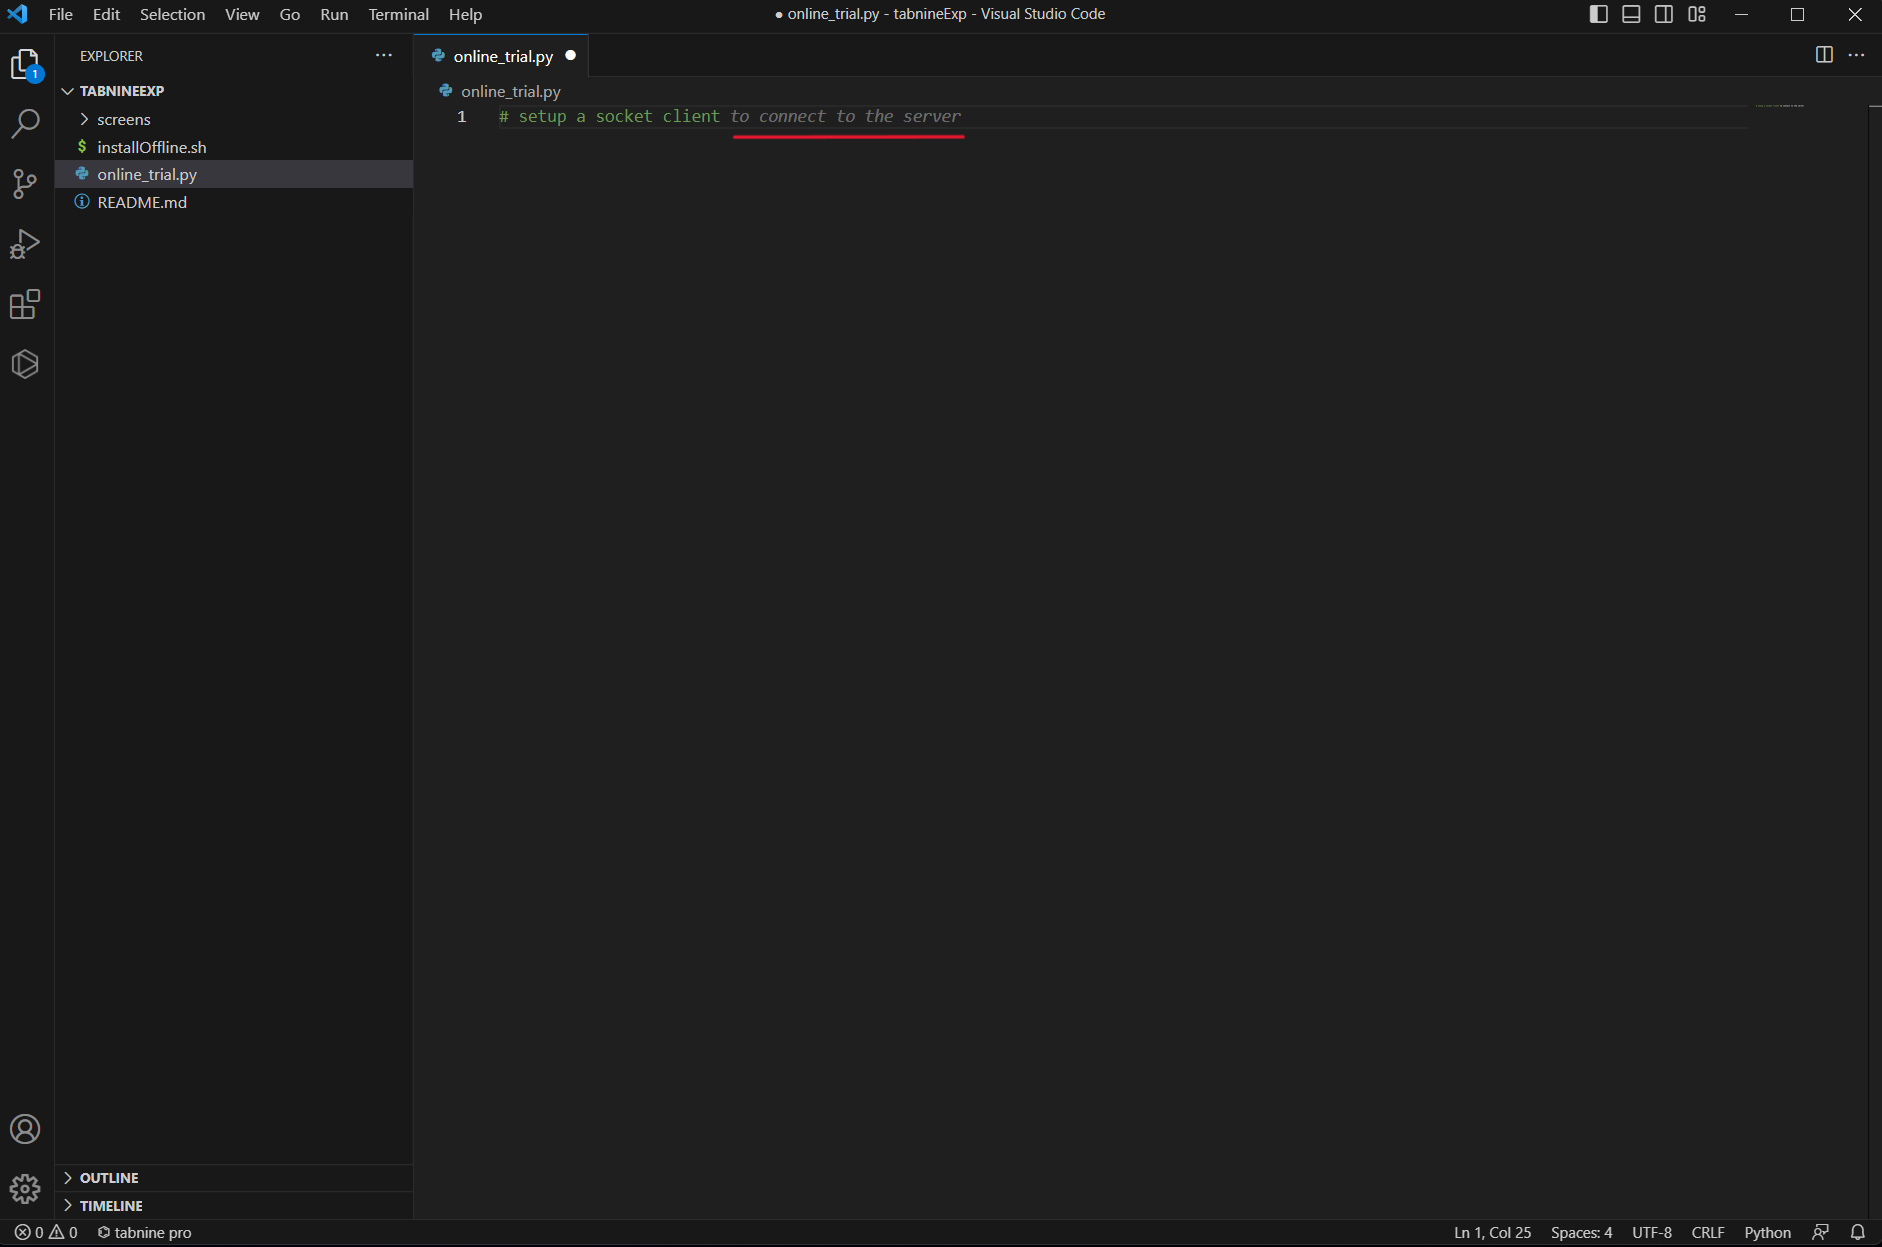 File Edit Selection View Go Run Terminal Help
● online_trial.py - tabnineExp - Visual Studio Code
EXPLORER
1
TABNINEEXP
screens
$ installOffline.sh
online_trial.py
README.md
online_trial.py
online_trial.py
1 # setup a socket client to connect to the server
OUTLINE
TIMELINE
0 0 tabnine pro
Ln 1, Col 25 Spaces: 4 UTF-8 CRLF Python